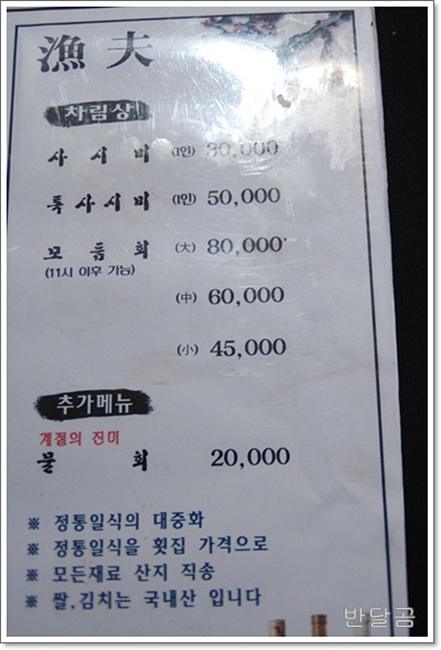 漁夫
차림상
사시미 (1인) 30,000
특사시미 (1인) 50,000
모듬회 (大) 80,000
(11시 이후 가능)
(中) 60,000
(小) 45,000
추가메뉴
계절의 진미
물회 20,000
※ 정통일식의 대중화
※ 정통일식을 횟집 가격으로
※ 모든재료 산지 직송
※ 쌀,김치는 국내산 입니다
반달곰